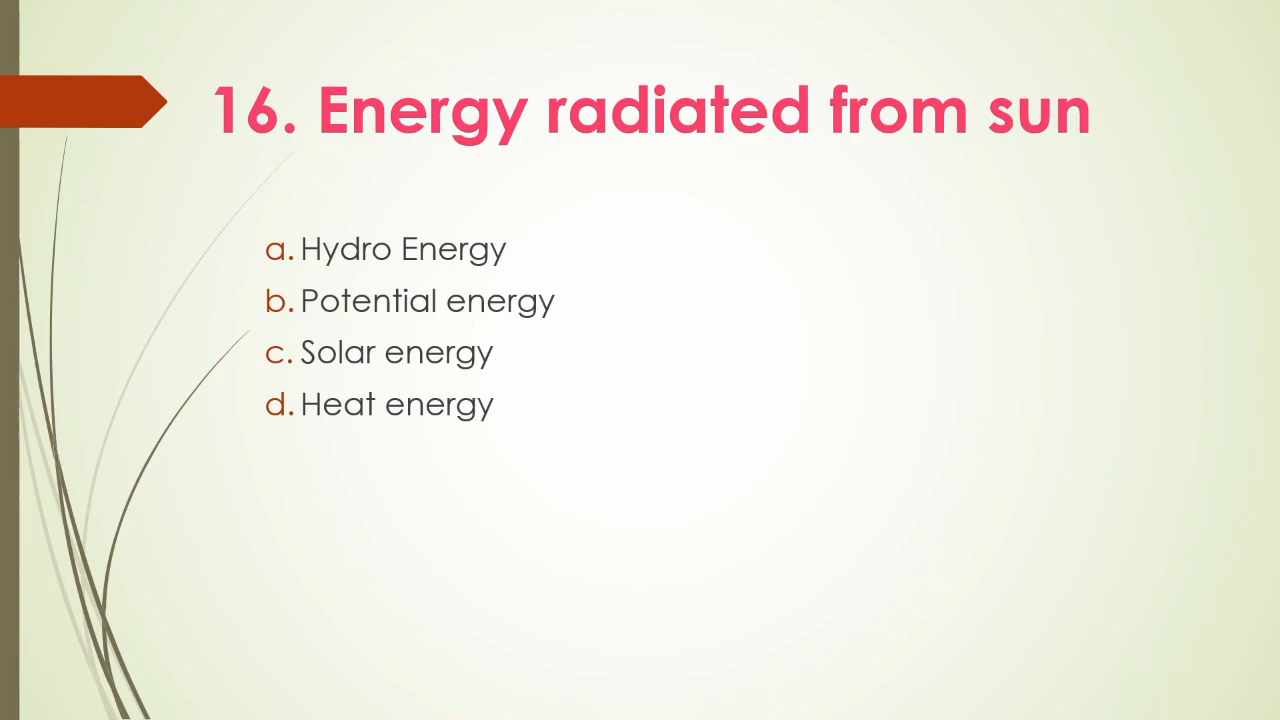 16. Energy radiated from sun
a. Hydro Energy
b. Potential energy
c. Solar energy
d. Heat energy